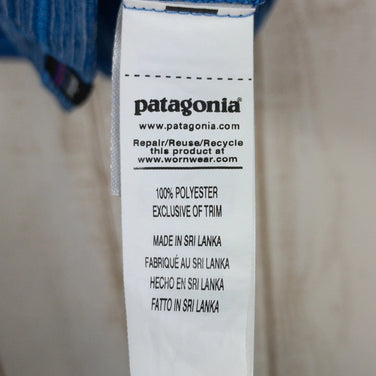 patagonia®
www.patagonia.com
Repair/Reuse/Recycle
this product at
www.wornwear.com
100% POLYESTER
EXCLUSIVE OF TRIM
MADE IN SRI LANKA
FABRIQUÉ AU SRI LANKA
HECHO EN SRI LANKA
FATTO IN SRI LANKA